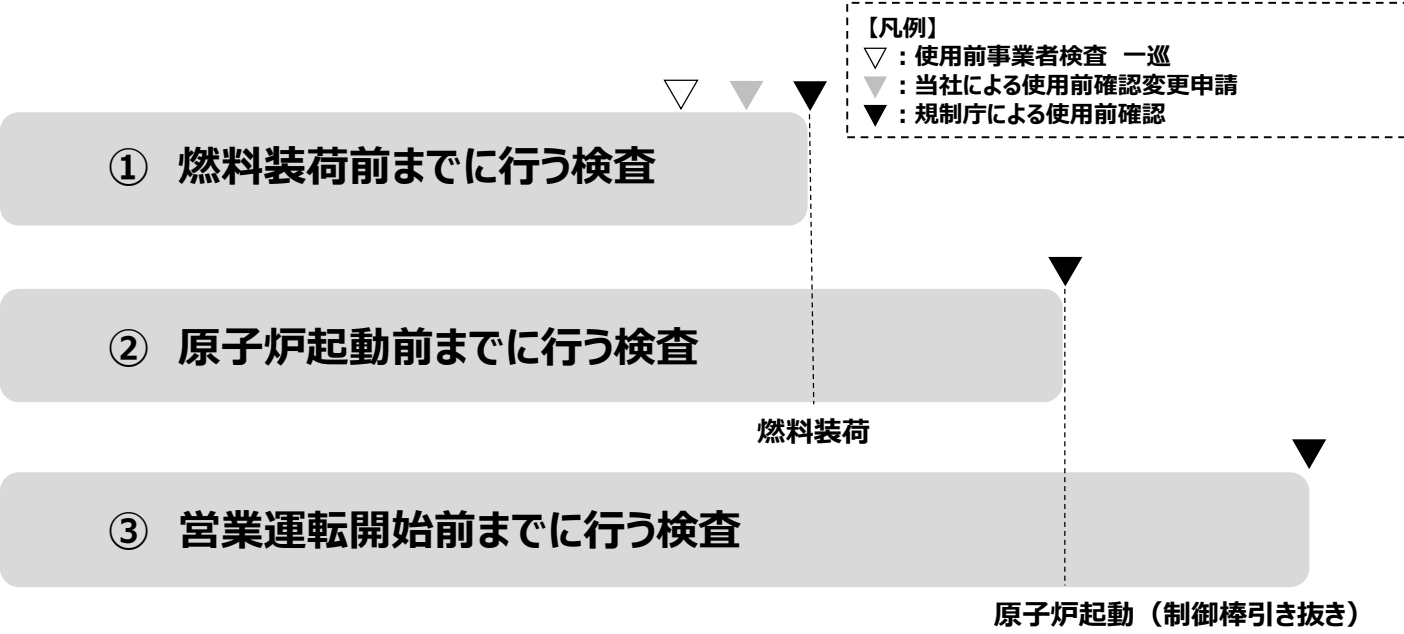 【凡例】
▽：使用前事業者検査　一巡
▼：当社による使用前確認変更申請
▼：規制庁による使用前確認
①　燃料装荷前までに行う検査
②　原子炉起動前までに行う検査
燃料装荷
③　営業運転開始前までに行う検査
原子炉起動（制御棒引き抜き）